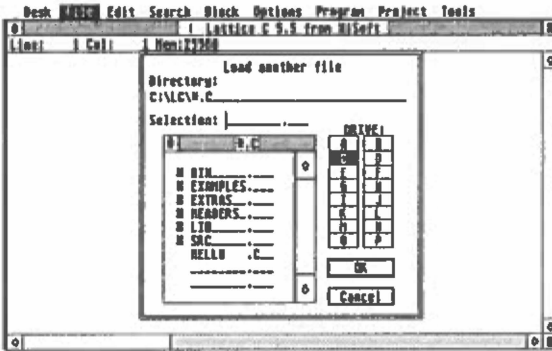 Desk Edit Search Block Options Program Project Tools
Lattice C 5.5 from HiSoft
Line: 1 Col: 1 Mem:
Load another file
Directory:
C:\LC\*.C
Selection:
DRIVE:
*.C
A B
C D
E F
G H
I J
K L
M N
O P
BIN
EXAMPLES
EXTRAS
HEADERS
LIB
SRC
HELLO .C
OK
Cancel